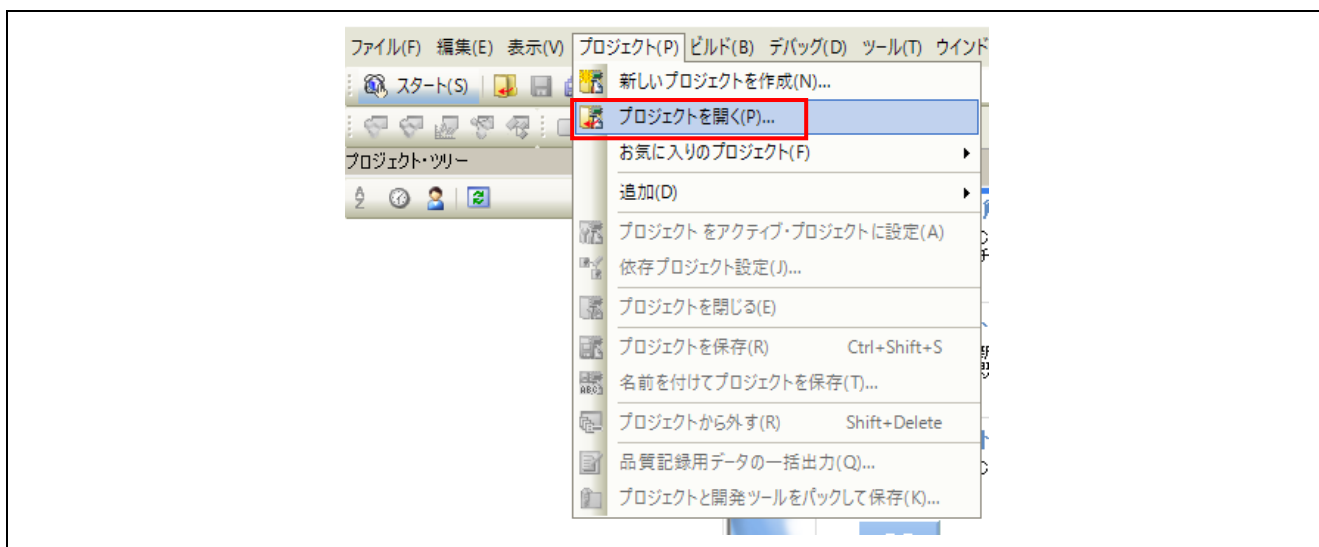 ファイル(F) 編集(E) 表示(V) プロジェクト(P) ビルド(B) デバッグ(D) ツール(T) ウインド
スタート(S)
新しいプロジェクトを作成(N)...
プロジェクトを開く(P)...
プロジェクト・ツリー
お気に入りのプロジェクト(F)
追加(D)
プロジェクト をアクティブ・プロジェクトに設定(A)
依存プロジェクト設定(J)...
プロジェクトを閉じる(E)
プロジェクトを保存(R) Ctrl+Shift+S
名前を付けてプロジェクトを保存(T)...
プロジェクトから外す(R) Shift+Delete
品質記録用データの一括出力(Q)...
プロジェクトと開発ツールをパックして保存(K)...